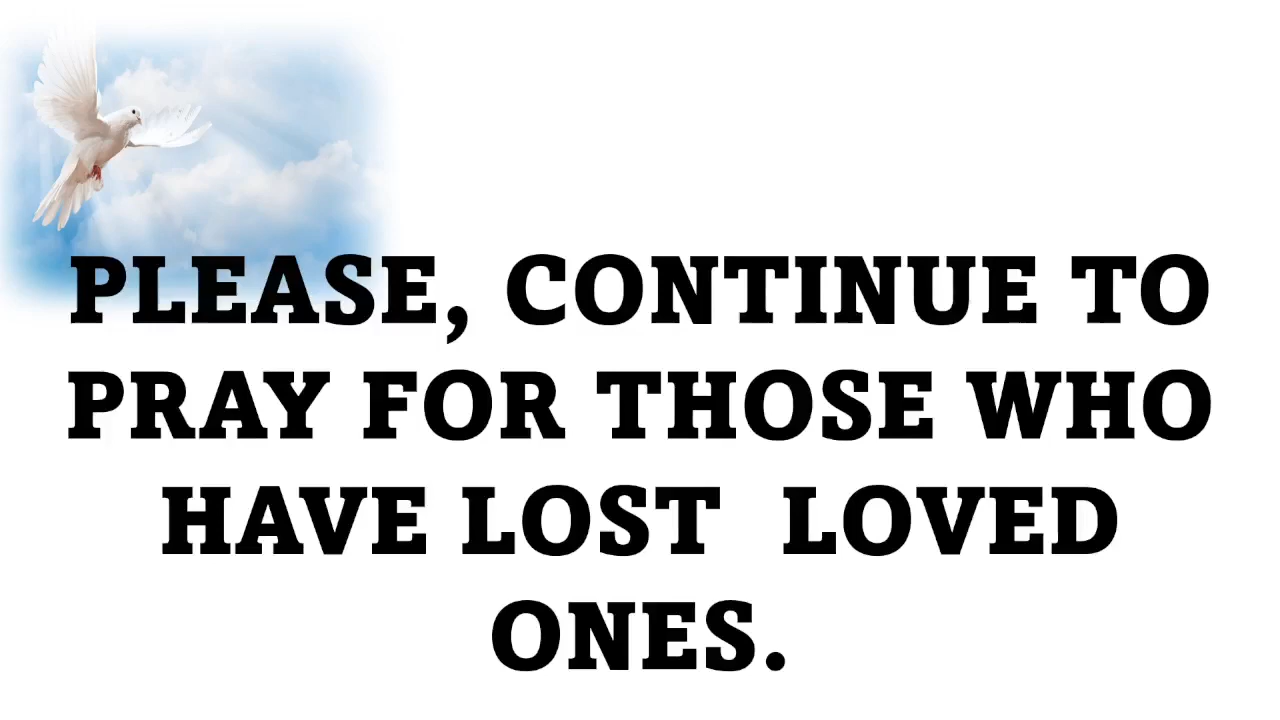 PLEASE, CONTINUE TO
PRAY FOR THOSE WHO
HAVE LOST  LOVED
ONES.